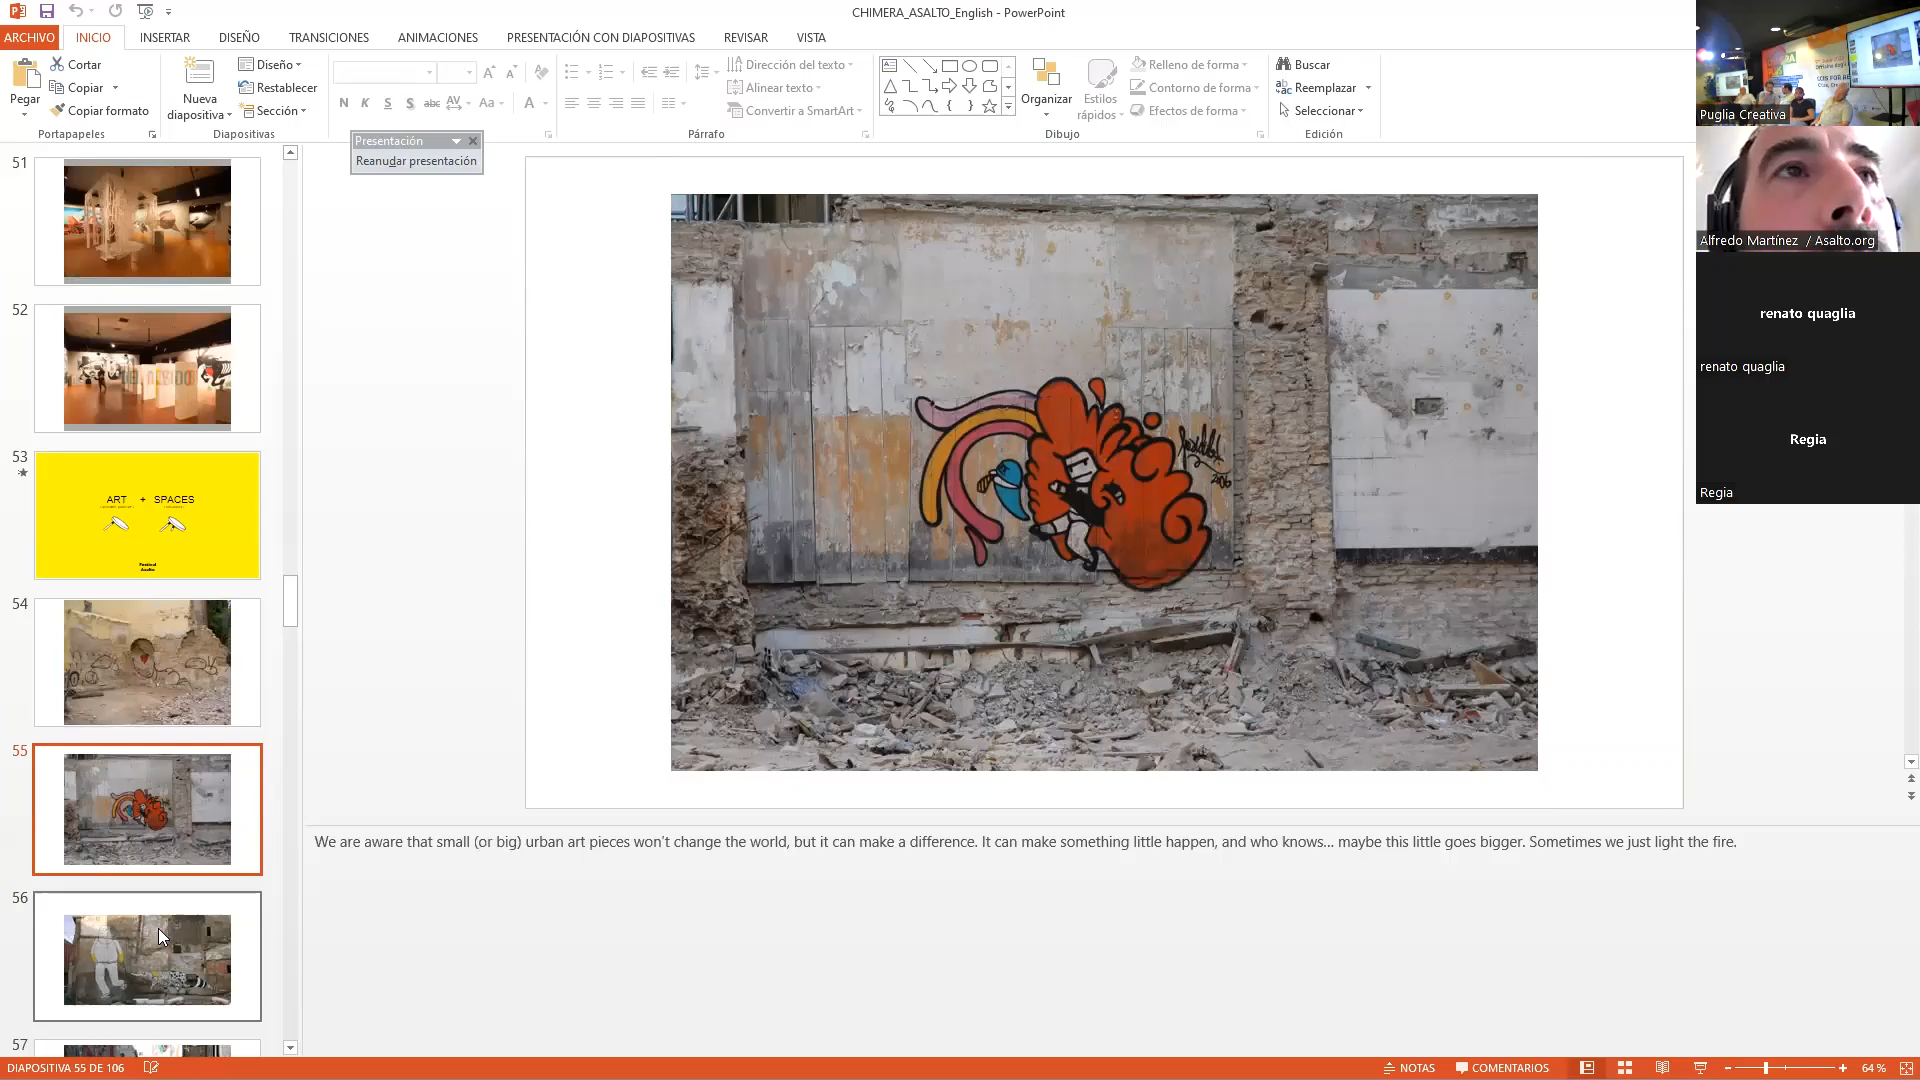 CHIMERA_ASALTO_English - PowerPoint
ARCHIVO INICIO INSERTAR DISEÑO TRANSICIONES ANIMACIONES PRESENTACIÓN CON DIAPOSITIVAS REVISAR VISTA
Pegar
Cortar
Copiar
Copiar formato
Portapapeles
Nueva
diapositiva
Diseño
Restablecer
Sección
Diapositivas
N K S S abc AV Aa A
Dirección del texto
Alinear texto
Convertir a SmartArt
Párrafo
Organizar
Estilos
rápidos
Relleno de forma
Contorno de forma
Efectos de forma
Dibujo
Buscar
Reemplazar
Seleccionar
Edición
Presentación
Reanudar presentación
51
52
53
ART + SPACES
Festival
Asalto
54
55
56
57
2006
We are aware that small (or big) urban art pieces won't change the world, but it can make a difference. It can make something little happen, and who knows... maybe this little goes bigger. Sometimes we just light the fire.
Puglia Creativa
Alfredo Martínez / Asalto.org
renato quaglia
renato quaglia
Regia
Regia
DIAPOSITIVA 55 DE 106
NOTAS
COMENTARIOS
64 %